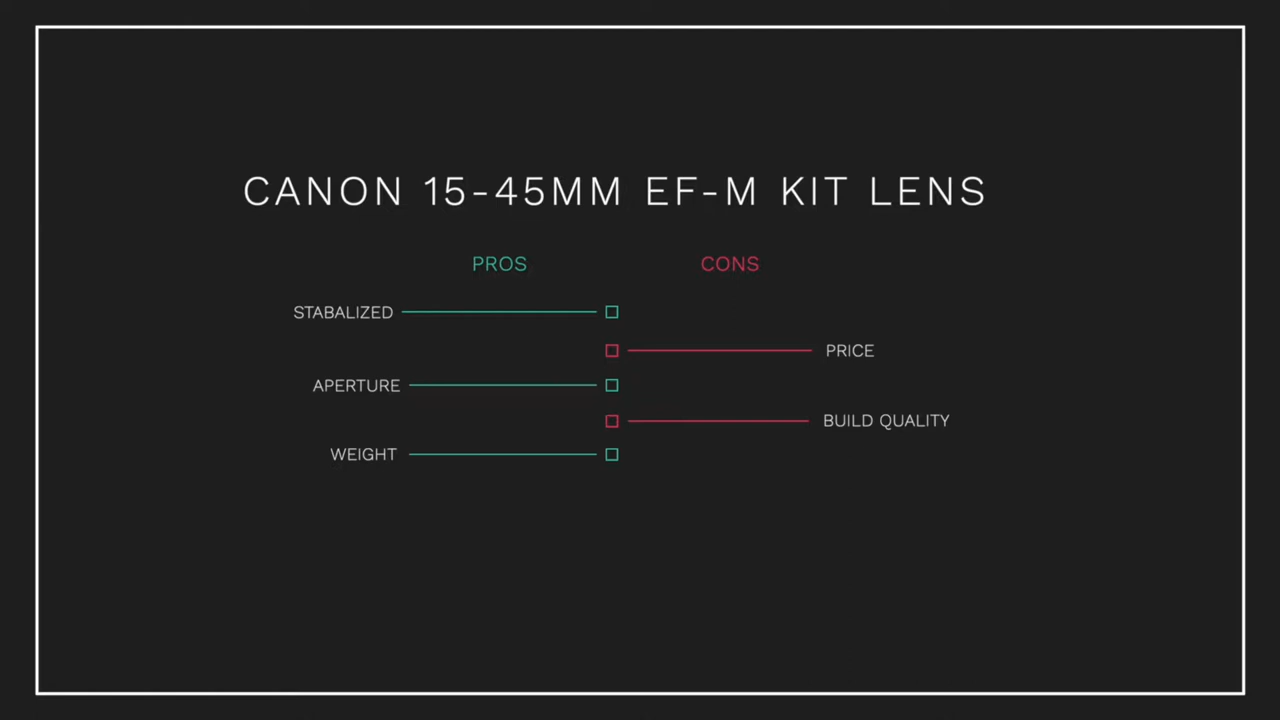 CANON 15-45MM EF-M KIT LENS
PROS CONS
STABALIZED
PRICE
APERTURE
BUILD QUALITY
WEIGHT